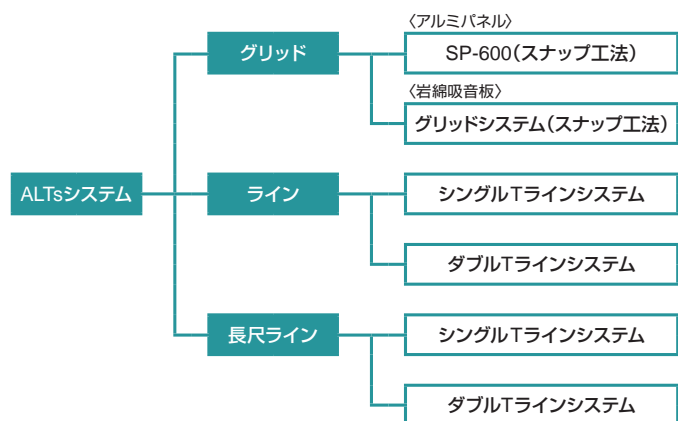 ALTsシステム
グリッド
〈アルミパネル〉
SP-600(スナップ工法)
〈岩綿吸音板〉
グリッドシステム(スナップ工法)
ライン
シングルTラインシステム
ダブルTラインシステム
長尺ライン
シングルTラインシステム
ダブルTラインシステム